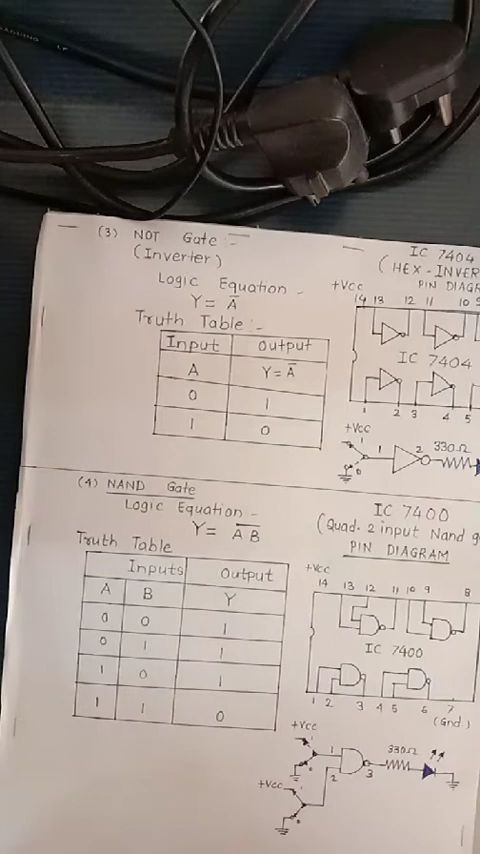 (3) NOT Gate :-
(Inverter)
Logic Equation -
Y = A̅
Truth Table :-
Input Output
A Y = A̅
0 1
1 0
IC 7404
(HEX - INVER
PIN DIAGR
+Vcc
14 13 12 11 10 9
IC 7404
1 2 3 4 5
+Vcc
1 2 330Ω
(4) NAND Gate
Logic Equation -
Y = A̅ B̅
Truth Table
Inputs Output
A B Y
0 0 1
0 1 1
1 0 1
1 1 0
IC 7400
(Quad. 2 input Nand g
PIN DIAGRAM
+Vcc
14 13 12 11 10 9 8
IC 7400
1 2 3 4 5 6 7
(Gnd)
+Vcc
1 2 3 330Ω
+Vcc